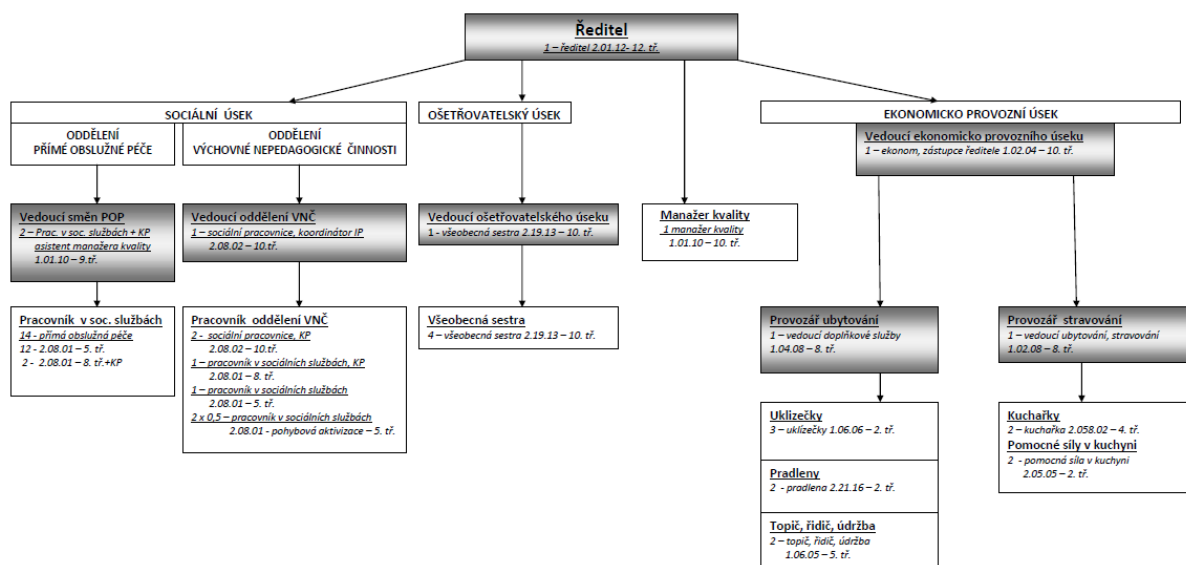 Ředitel
1 – ředitel 2.01.12- 12. tř.
SOCIÁLNÍ ÚSEK
ODDĚLENÍ
PŘÍMÉ OBSLUŽNÉ PÉČE
ODDĚLENÍ
VÝCHOVNÉ NEPEDAGOGICKÉ ČINNOSTI
Vedoucí směn POP
2 – Prac. v soc. službách + KP
asistent manažera kvality
1.01.10 – 9.tř.
Vedoucí oddělení VNČ
1 – sociální pracovnice, koordinátor IP
2.08.02 – 10.tř.
Pracovník v soc. službách
14 - přímá obslužná péče
12 - 2.08.01 – 5. tř.
2 - 2.08.01 – 8. tř.+KP
Pracovník oddělení VNČ
2 - sociální pracovnice, KP
2.08.02 – 10.tř.
1 – pracovník v sociálních službách, KP
2.08.01 – 8. tř.
1 – pracovník v sociálních službách
2.08.01 – 5. tř.
2 x 0,5 – pracovník v sociálních službách
2.08.01 - pohybová aktivizace – 5. tř.
OŠETŘOVATELSKÝ ÚSEK
Vedoucí ošetřovatelského úseku
1 - všeobecná sestra 2.19.13 – 10. tř.
Všeobecná sestra
4 – všeobecná sestra 2.19.13 – 10. tř.
Manažer kvality
1 manažer kvality
1.01.10 – 10. tř.
EKONOMICKO PROVOZNÍ ÚSEK
Vedoucí ekonomicko provozního úseku
1 – ekonom, zástupce ředitele 1.02.04 – 10. tř.
Provozář ubytování
1 – vedoucí doplňkové služby
1.04.08 – 8. tř.
Provozář stravování
1 – vedoucí ubytování, stravování
1.02.08 – 8. tř.
Uklizečky
3 – uklízečky 1.06.06 – 2. tř.
Pradleny
2 - pradlena 2.21.16 – 2. tř.
Topič, řidič, údržba
2 – topič, řidič, údržba
1.06.05 – 5. tř.
Kuchařky
2 – kuchařka 2.058.02 – 4. tř.
Pomocné síly v kuchyni
2 - pomocná síla v kuchyni
2.05.05 – 2. tř.